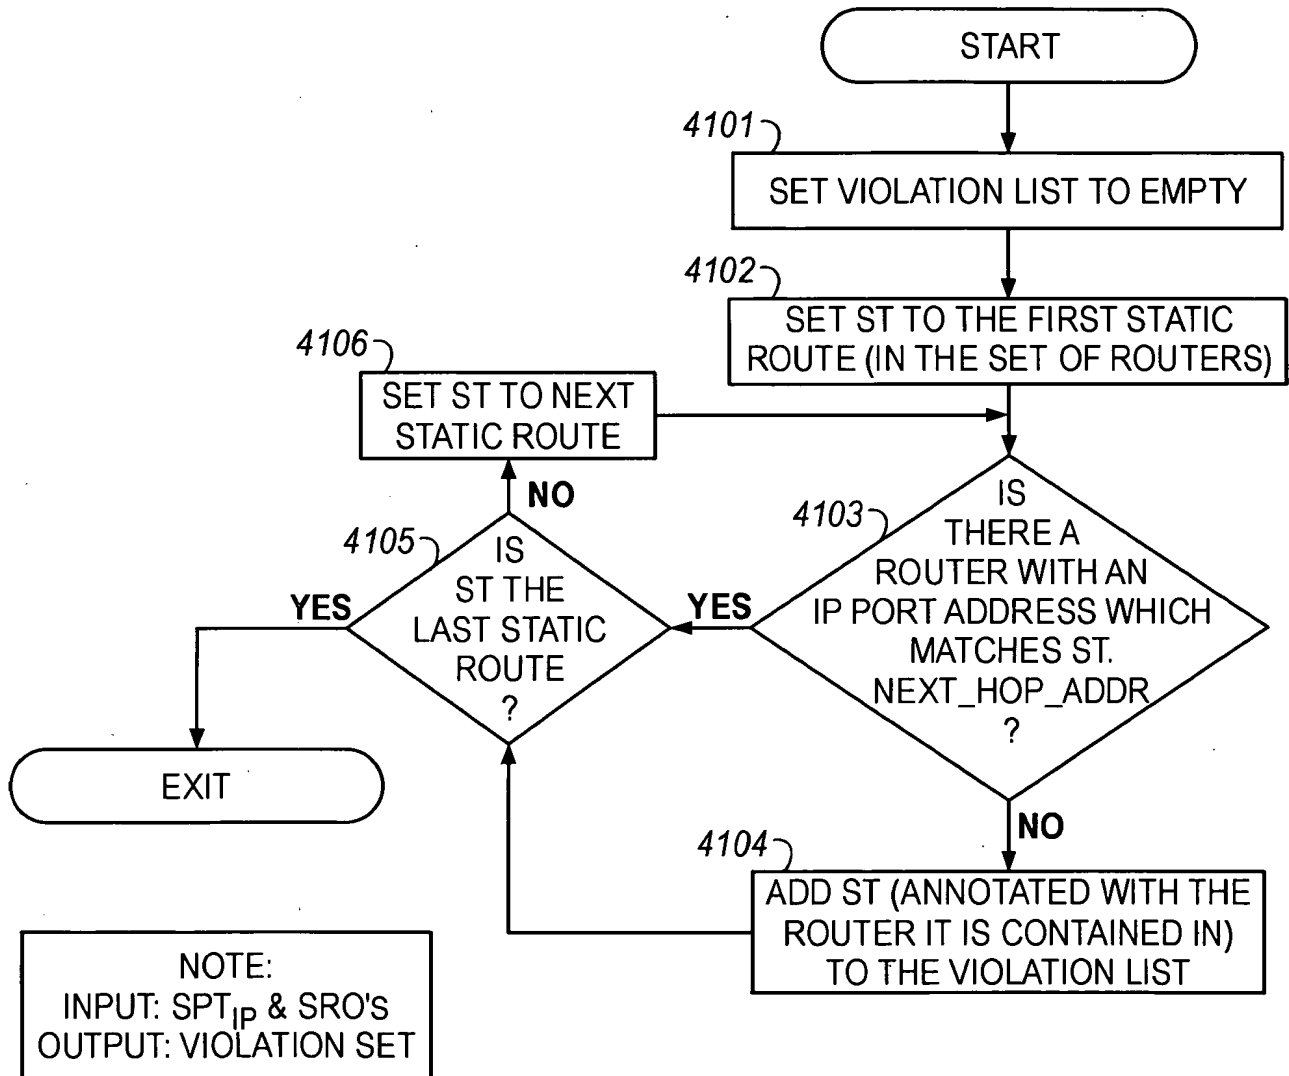 START
4101
SET VIOLATION LIST TO EMPTY
4102
SET ST TO THE FIRST STATIC
ROUTE (IN THE SET OF ROUTERS)
4106
SET ST TO NEXT
STATIC ROUTE
NO
4103
IS
THERE A
ROUTER WITH AN
IP PORT ADDRESS WHICH
MATCHES ST.
NEXT_HOP_ADDR
?
YES
4105
IS
ST THE
LAST STATIC
ROUTE
?
YES
EXIT
NO
4104
ADD ST (ANNOTATED WITH THE
ROUTER IT IS CONTAINED IN)
TO THE VIOLATION LIST
NOTE:
INPUT: SPT_IP & SRO'S
OUTPUT: VIOLATION SET